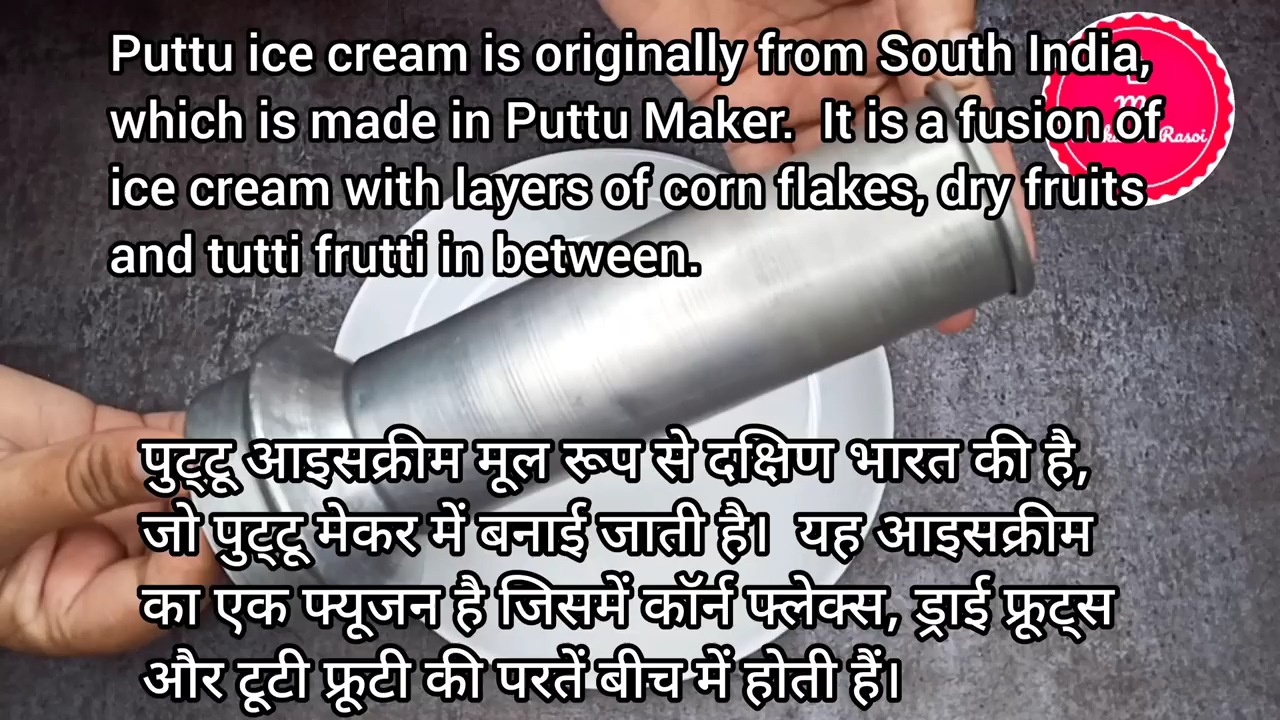 Puttu ice cream is originally from South India,
which is made in Puttu Maker. It is a fusion of
ice cream with layers of corn flakes, dry fruits
and tutti frutti in between.
Rasoi
पुट्टू आइसक्रीम मूल रूप से दक्षिण भारत की है,
जो पुट्टू मेकर में बनाई जाती है। यह आइसक्रीम
का एक फ्यूजन है जिसमें कॉर्न फ्लेक्स, ड्राई फ्रूट्स
और टूटी फ्रूटी की परतें बीच में होती हैं।